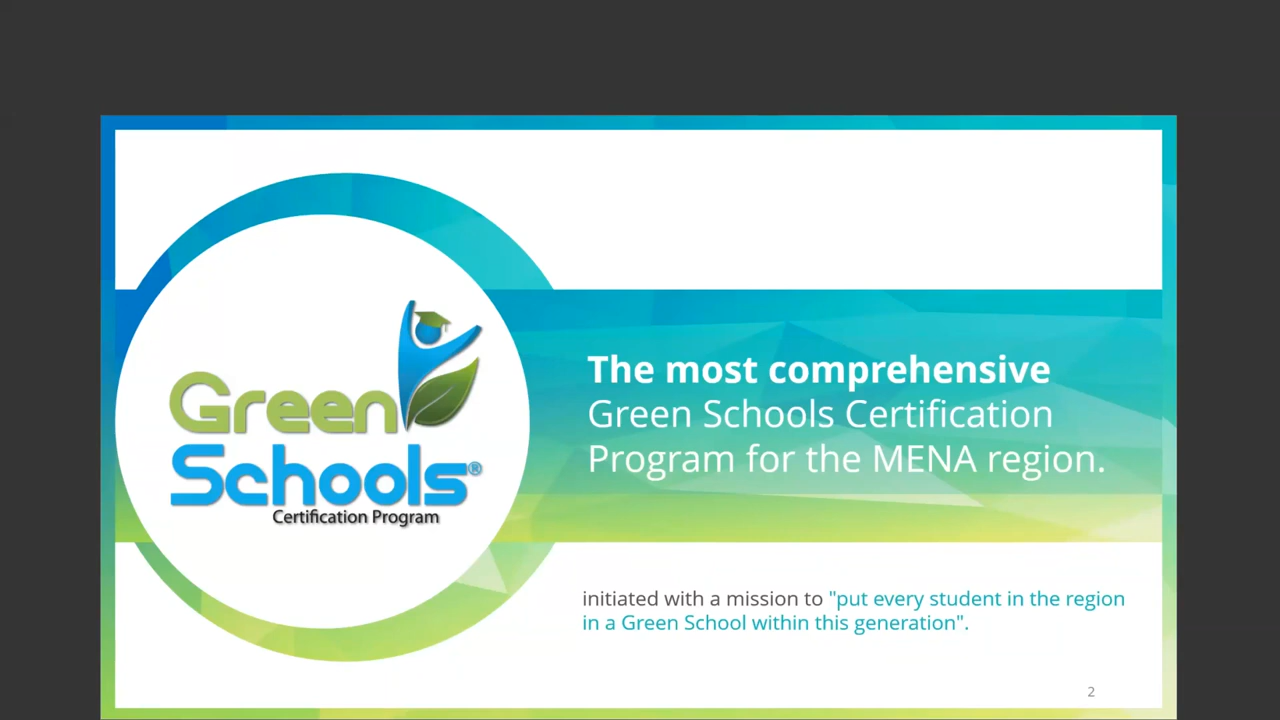 Green
Schools®
Certification Program
The most comprehensive
Green Schools Certification
Program for the MENA region.
initiated with a mission to "put every student in the region
in a Green School within this generation".
2